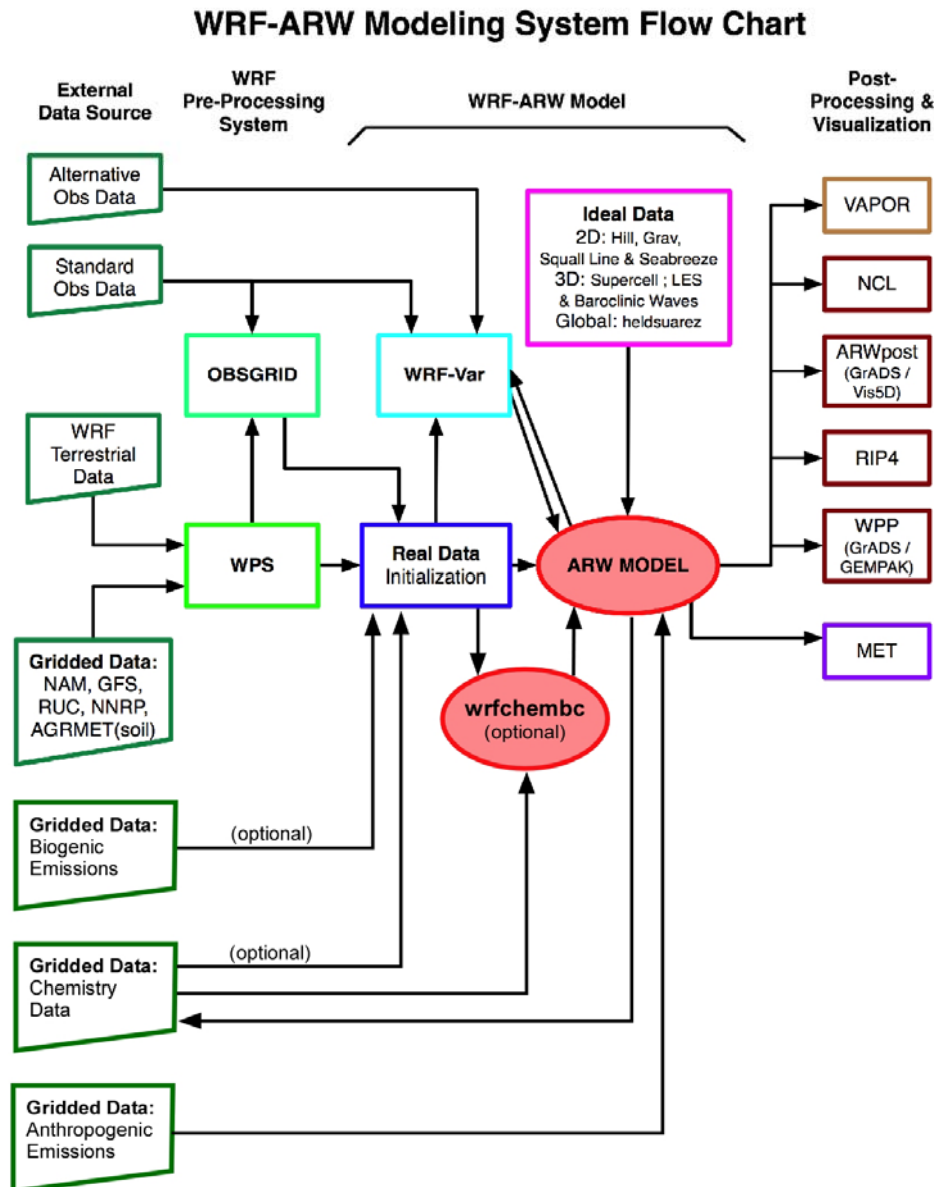 WRF-ARW Modeling System Flow Chart
External
Data Source
WRF
Pre-Processing
System
WRF-ARW Model
Post-
Processing &
Visualization
Alternative
Obs Data
Standard
Obs Data
WRF
Terrestrial
Data
Gridded Data:
NAM, GFS,
RUC, NNRP,
AGRMET(soil)
Gridded Data:
Biogenic
Emissions
Gridded Data:
Chemistry
Data
Gridded Data:
Anthropogenic
Emissions
OBSGRID
WPS
(optional)
(optional)
WRF-Var
Real Data
Initialization
Ideal Data
2D: Hill, Grav,
Squall Line & Seabreeze
3D: Supercell ; LES
& Baroclinic Waves
Global: heldsuarez
ARW MODEL
wrfchembc
(optional)
VAPOR
NCL
ARWpost
(GrADS /
Vis5D)
RIP4
WPP
(GrADS /
GEMPAK)
MET